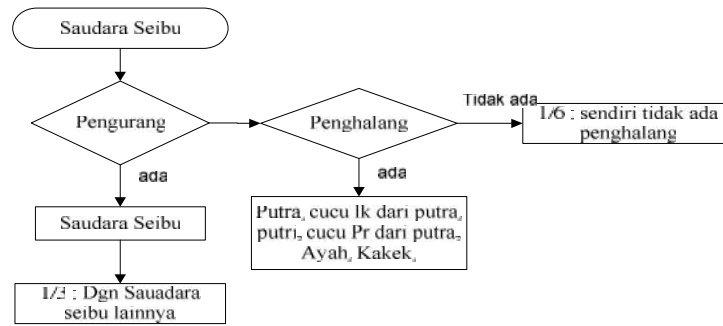 Saudara Seibu
Pengurang
Penghalang
Tidak ada
1/6 : sendiri tidak ada
penghalang
ada
ada
Saudara Seibu
Putra, cucu lk dari putra,
putri, cucu Pr dari putra,
Ayah, Kakek,
1/3 : Dgn Sauadara
seibu lainnya